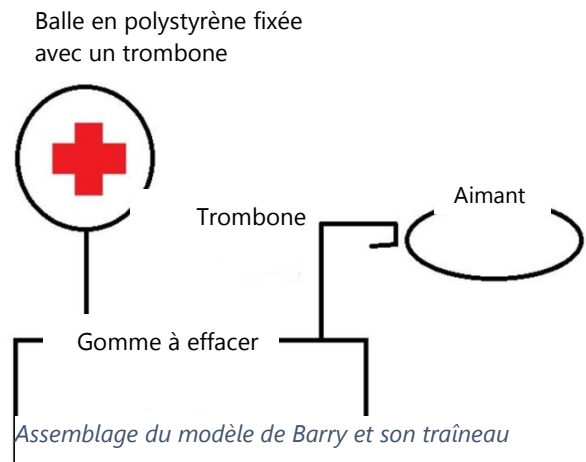 Balle en polystyrène fixée
avec un trombone
Aimant
Trombone
Gomme à effacer
Assemblage du modèle de Barry et son traîneau